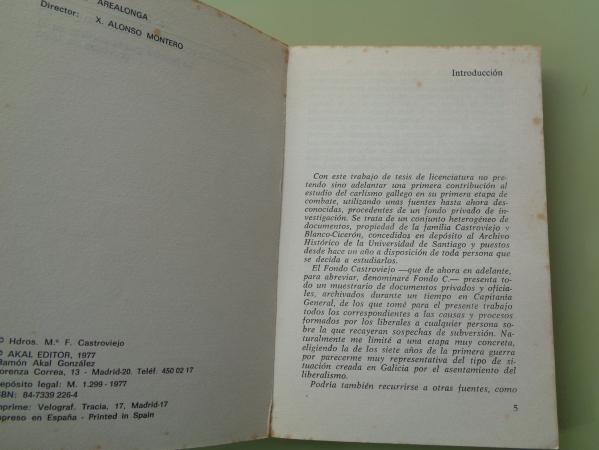 AREALONGA
Director: X. ALONSO MONTERO
© Hdros. M.ª F. Castroviejo
© AKAL EDITOR, 1977
Ramón Akal González
Lorenza Correa, 13 - Madrid-20. Teléf. 450 02 17
Depósito legal: M. 1.299-1977
ISBN: 84-7339-226-4
Imprime: Velograf. Tracia, 17, Madrid-17
Impreso en España - Printed in Spain
Introducción
Con este trabajo de tesis de licenciatura no pre-
tendo sino adelantar una primera contribución al
estudio del carlismo gallego en su primera etapa de
combate, utilizando unas fuentes hasta ahora des-
conocidas, procedentes de un fondo privado de in-
vestigación. Se trata de un conjunto heterogéneo de
documentos, propiedad de la familia Castroviejo y
Blanco-Cicerón, concedidos en depósito al Archivo
Histórico de la Universidad de Santiago y puestos
desde hace un año a disposición de toda persona que
se decida a estudiarlos.
El Fondo Castroviejo —que de ahora en adelante,
para abreviar, denominaré Fondo C.— presenta to-
do un muestrario de documentos privados y oficia-
les, archivados durante un tiempo en Capitanía
General, de los que tomé para el presente trabajo
todos los correspondientes a las causas y procesos
formados por los liberales a cualquier persona so-
bre la que recayeran sospechas de subversión. Na-
turalmente me limité a una etapa muy concreta,
eligiendo la de los siete años de la primera guerra
por parecerme muy representativa del tipo de si-
tuación creada en Galicia por el asentamiento del
liberalismo.
Podría también recurrirse a otras fuentes, como
5